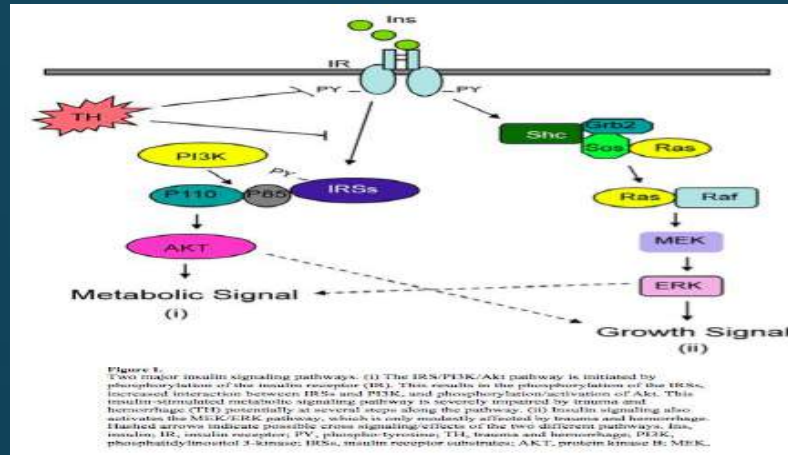 Ins
IR
PY
PY
TH
Shc
Grb2
Sos
Ras
PI3K
PY
P110
P85
IRSs
Ras
Raf
AKT
MEK
ERK
Metabolic Signal
(i)
Growth Signal
(ii)
Figure 1.
Two major insulin signaling pathways. (i) The IRS/PI3K/Akt pathway is initiated by
phosphorylation of the insulin receptor (IR). This results in the phosphorylation of the IRSs,
increased interaction between IRSs and PI3K, and phosphorylation/activation of Akt. This
insulin-stimulated metabolic signaling pathway is severely impaired by trauma and
hemorrhage (TH) potentially at several steps along the pathway. (ii) Insulin signaling also
activates the MEK/ERK pathway, which is only modestly affected by trauma and hemorrhage.
Hashed arrows indicate possible cross signaling/effects of the two different pathways. Ins,
insulin; IR, insulin receptor; PY, phospho-tyrosine; TH, trauma and hemorrhage; PI3K,
phosphatidylinositol 3-kinase; IRSs, insulin receptor substrates; AKT, protein kinase B; MEK,